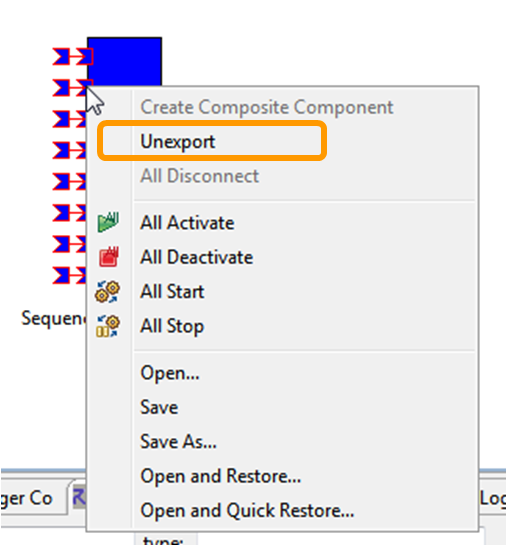 Create Composite Component
Unexport
All Disconnect
All Activate
All Deactivate
All Start
Sequen
All Stop
Open...
Save
Save As...
Open and Restore...
ger Co
Log
Open and Quick Restore...
type: